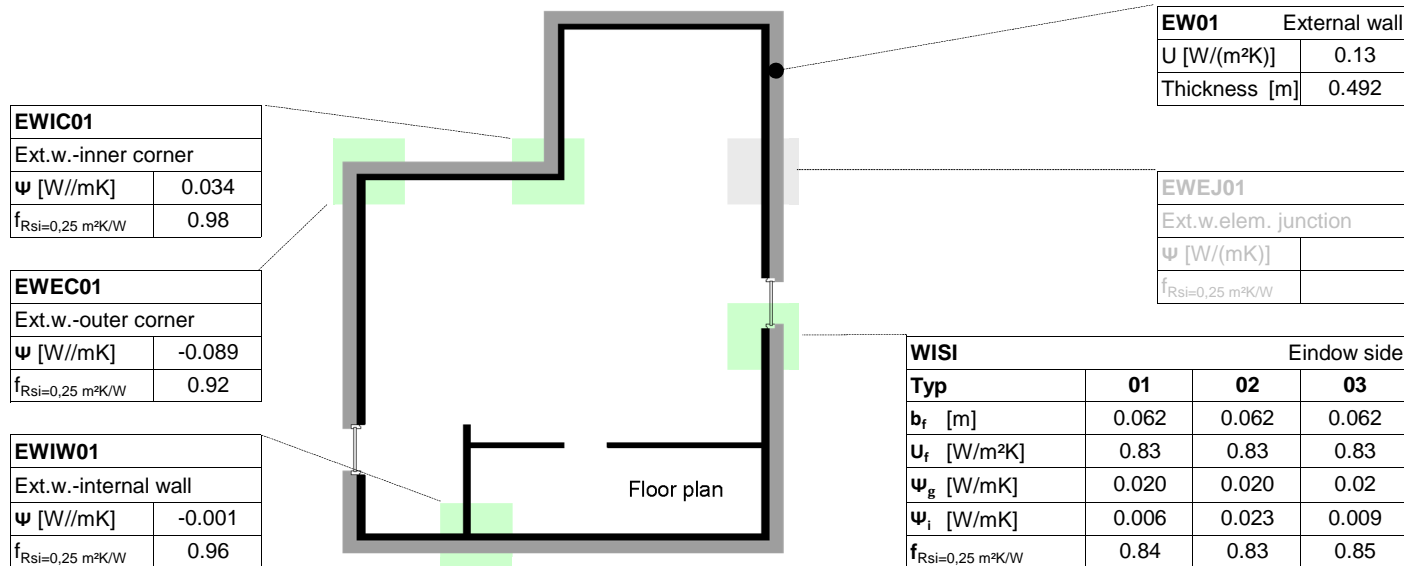 EW01 External wall
U [W/(m²K)] 0.13
Thickness [m] 0.492
EWIC01
Ext.w.-inner corner
Ψ [W//mK] 0.034
fRsi=0,25 m²K/W 0.98
EWEJ01
Ext.w.elem. junction
Ψ [W/(mK)]
fRsi=0,25 m²K/W
EWEC01
Ext.w.-outer corner
Ψ [W//mK] -0.089
fRsi=0,25 m²K/W 0.92
WISI Eindow side
Typ 01 02 03
bf [m] 0.062 0.062 0.062
Uf [W/m²K] 0.83 0.83 0.83
Ψg [W/mK] 0.020 0.020 0.02
Ψi [W/mK] 0.006 0.023 0.009
fRsi=0,25 m²K/W 0.84 0.83 0.85
EWIW01
Ext.w.-internal wall
Ψ [W//mK] -0.001
fRsi=0,25 m²K/W 0.96
Floor plan